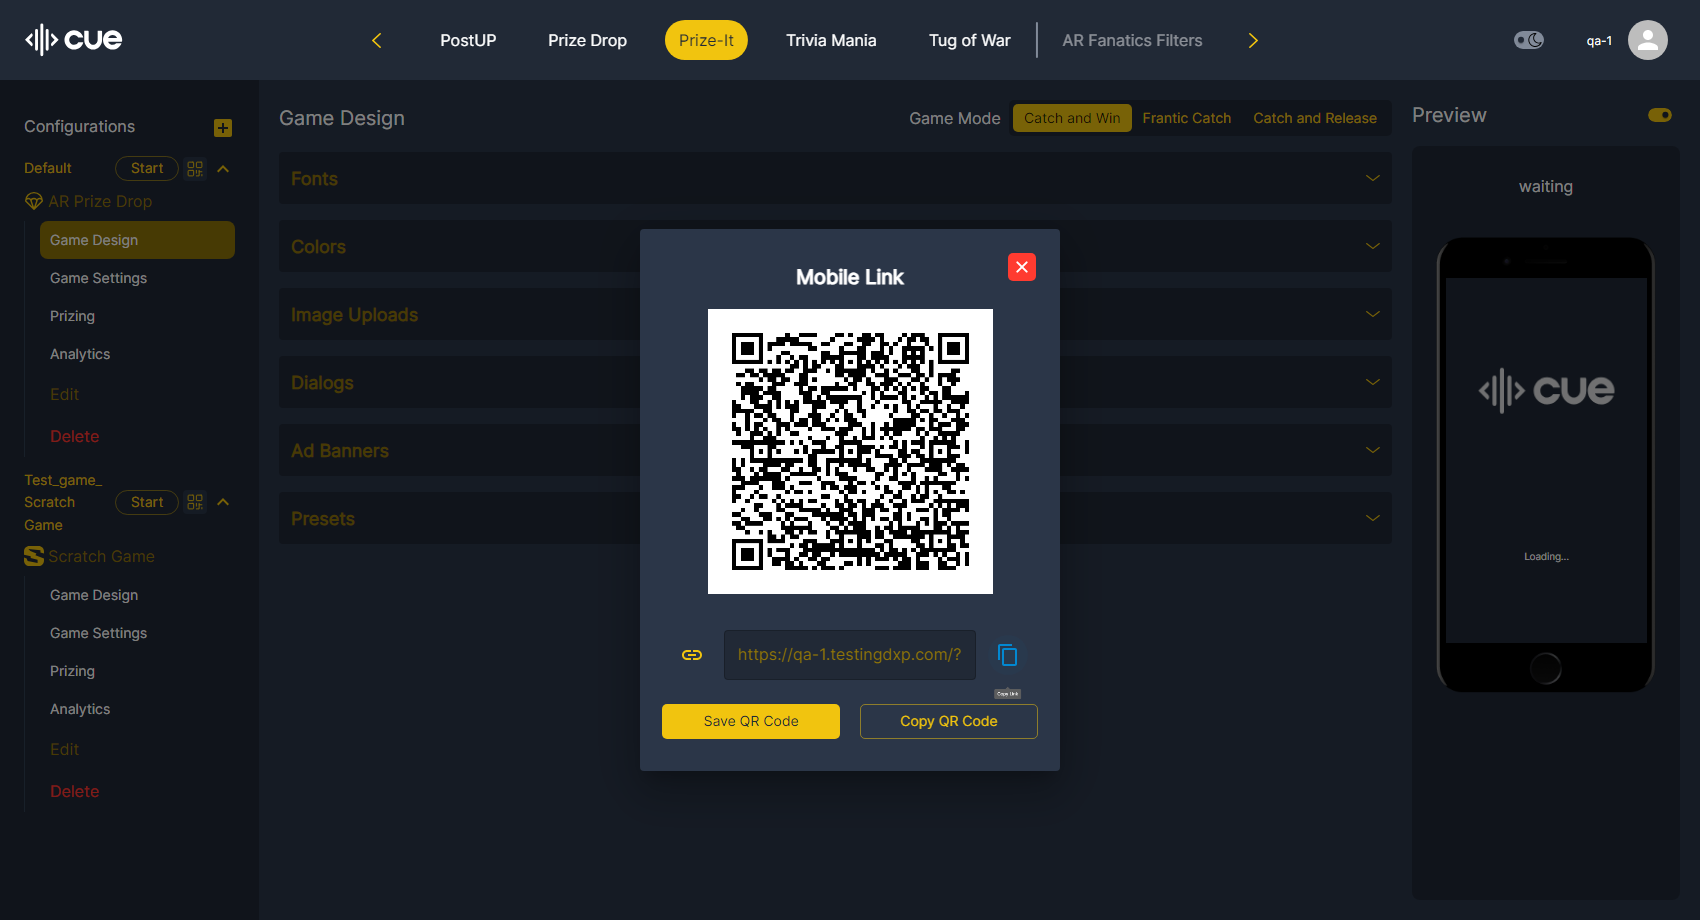 cue
PostUP
Prize Drop
Prize-It
Trivia Mania
Tug of War
AR Fanatics Filters
qa-1
Configurations
Default
Start
AR Prize Drop
Game Design
Game Settings
Prizing
Analytics
Edit
Delete
Test_game_
Scratch
Game
Start
Scratch Game
Game Design
Game Settings
Prizing
Analytics
Edit
Delete
Game Design
Game Mode
Catch and Win
Frantic Catch
Catch and Release
Fonts
Colors
Image Uploads
Dialogs
Ad Banners
Presets
Mobile Link
https://qa-1.testingdxp.com/?
Copy Link
Save QR Code
Copy QR Code
Preview
waiting
cue
Loading...